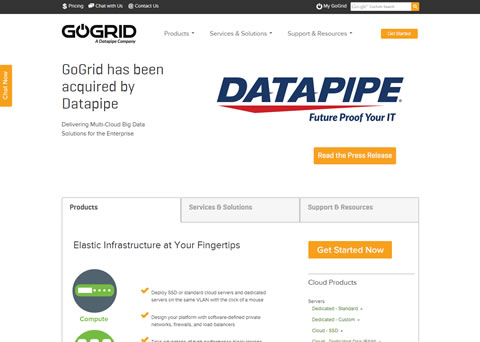 Pricing Chat with Us Contact Us My GoGrid
GOGRID
A Datapipe Company
Products Services & Solutions Support & Resources Get Started
Chat Now
GoGrid has been
acquired by
Datapipe
Delivering Multi-Cloud Big Data
Solutions for the Enterprise
DATAPIPE®
Future Proof Your IT
Read the Press Release
Products Services & Solutions Support & Resources
Elastic Infrastructure at Your Fingertips
Compute
Deploy SSD or standard cloud servers and dedicated
servers on the same VLAN with the click of a mouse
Design your platform with software-defined private
networks, firewalls, and load balancers
Get Started Now
Cloud Products
Servers
Dedicated - Standard »
Dedicated - Custom »
Cloud - SSD »